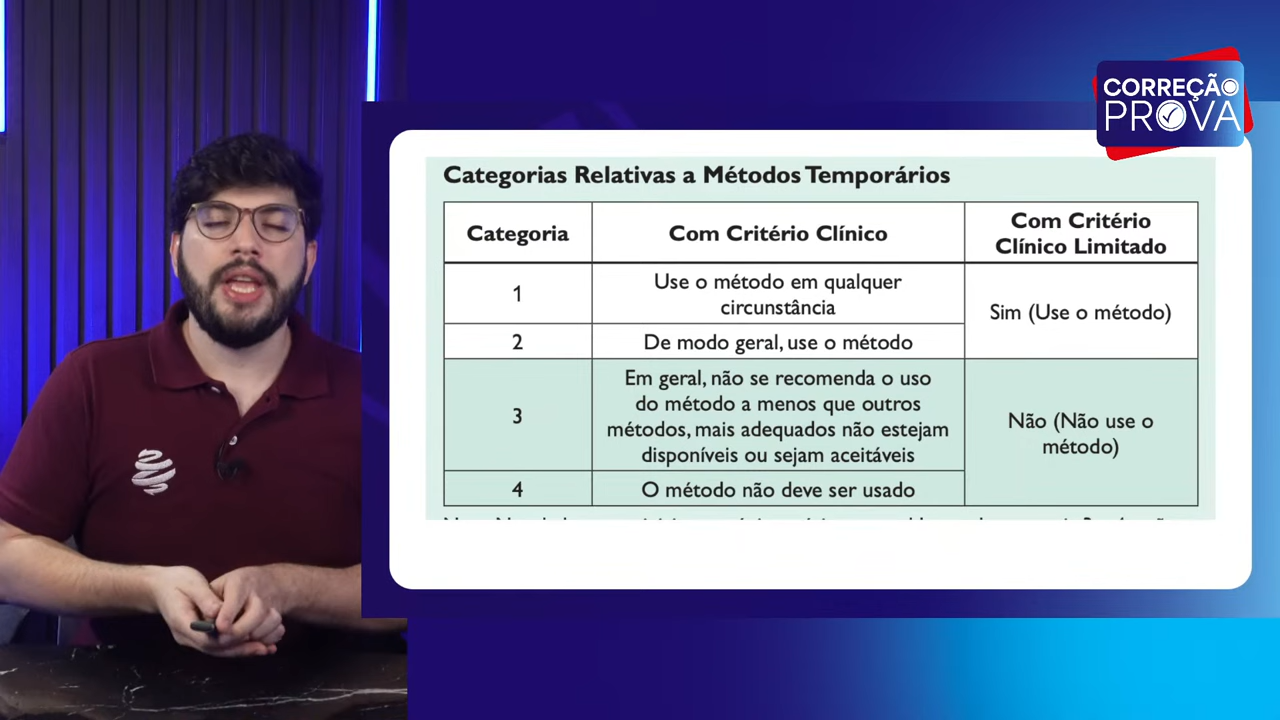 CORREÇÃO
PROVA
Categorias Relativas a Métodos Temporários
Categoria
Com Critério Clínico
Com Critério
Clínico Limitado
1
Use o método em qualquer
circunstância
Sim (Use o método)
2
De modo geral, use o método
3
Em geral, não se recomenda o uso
do método a menos que outros
métodos, mais adequados não estejam
disponíveis ou sejam aceitáveis
Não (Não use o
método)
4
O método não deve ser usado